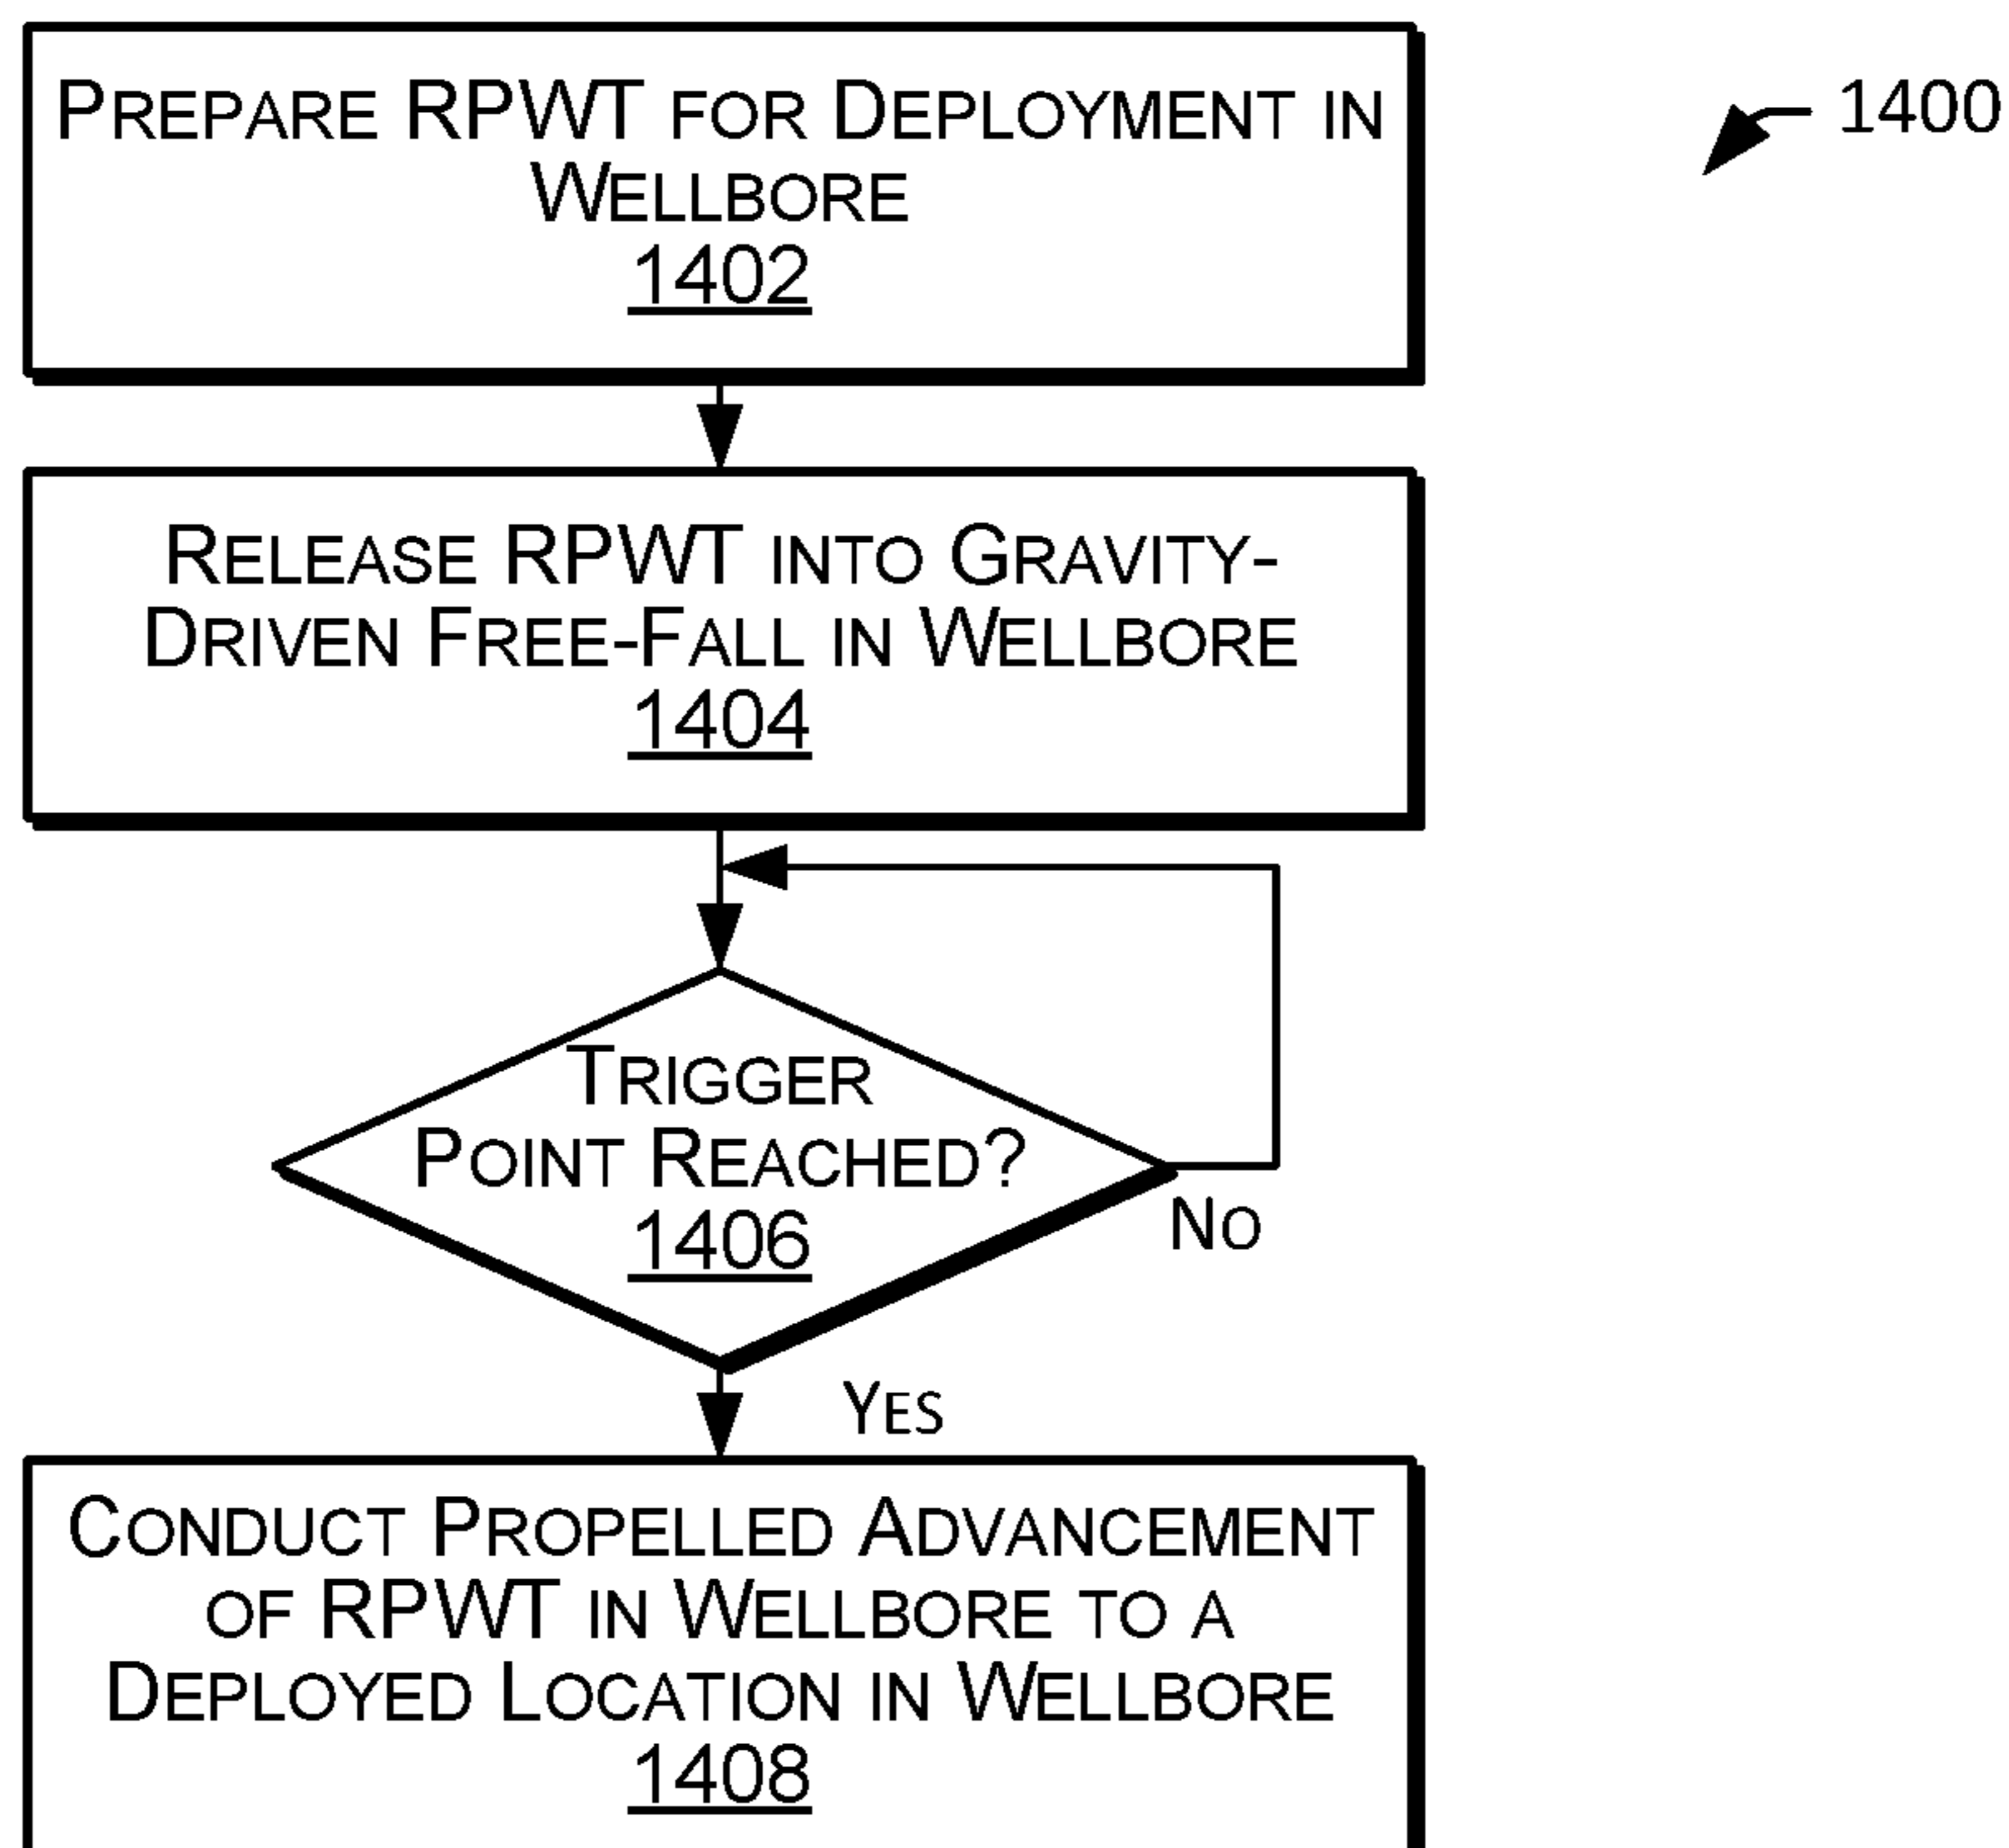 PREPARE RPWT FOR DEPLOYMENT IN
WELLBORE
1402
1400
RELEASE RPWT INTO GRAVITY-
DRIVEN FREE-FALL IN WELLBORE
1404
TRIGGER
POINT REACHED?
1406
NO
YES
CONDUCT PROPELLED ADVANCEMENT
OF RPWT IN WELLBORE TO A
DEPLOYED LOCATION IN WELLBORE
1408